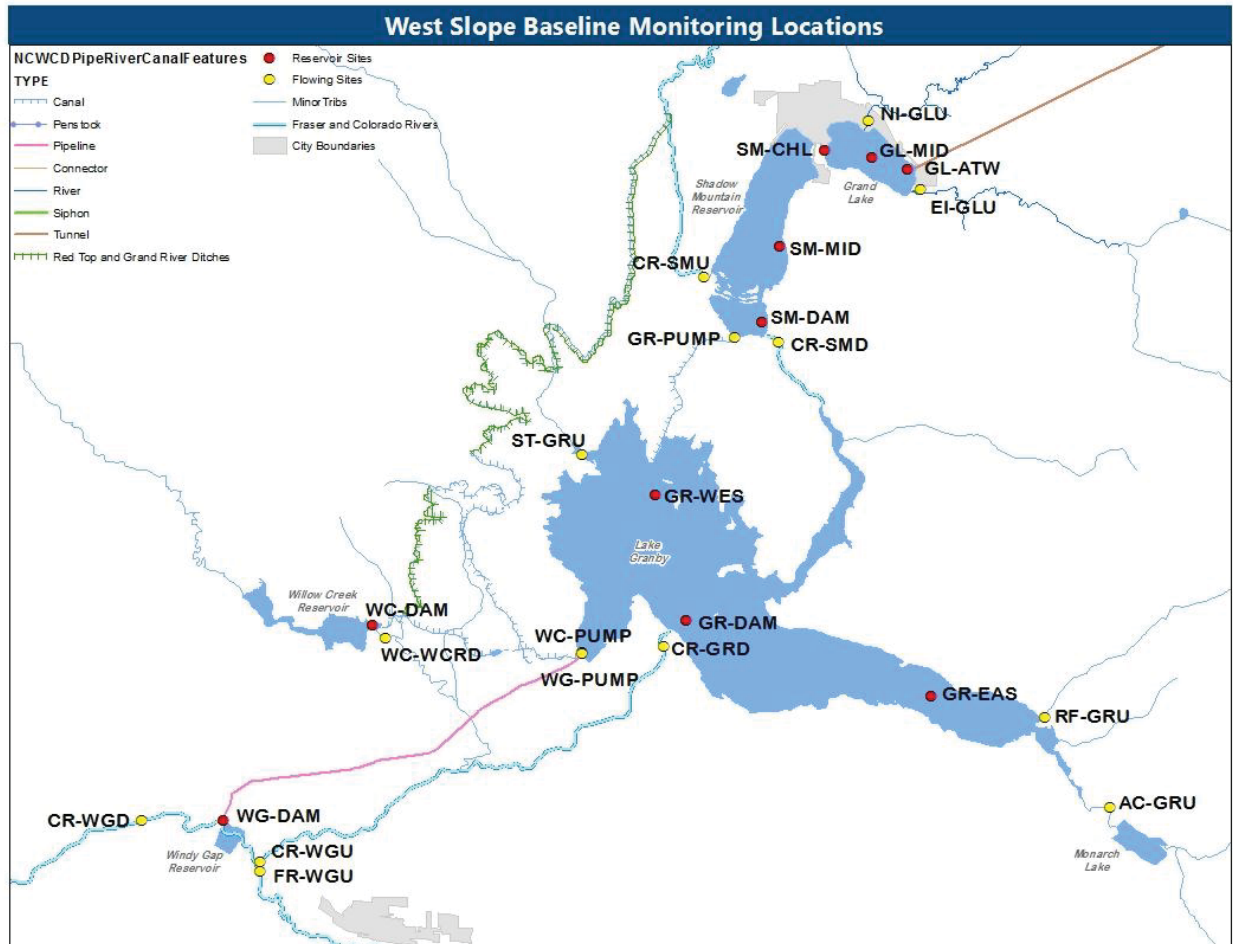 West Slope Baseline Monitoring Locations
NCWCDPipeRiverCanalFeatures
TYPE
Canal
Penstock
Pipeline
Connector
River
Siphon
Tunnel
Red Top and Grand River Ditches
Reservoir Sites
Flowing Sites
Minor Tribs
Fraser and Colorado Rivers
City Boundaries
NI-GLU
SM-CHL
GL-MID
GL-ATW
Shadow
Mountain
Reservoir
Grand
Lake
EI-GLU
SM-MID
CR-SMU
SM-DAM
GR-PUMP
CR-SMD
ST-GRU
GR-WES
Lake
Granby
Willow Creek
Reservoir
WC-DAM
GR-DAM
WC-PUMP
CR-GRD
WC-WCRD
WG-PUMP
GR-EAS
RF-GRU
AC-GRU
CR-WGD
WG-DAM
Windy Gap
Reservoir
CR-WGU
FR-WGU
Monarch
Lake